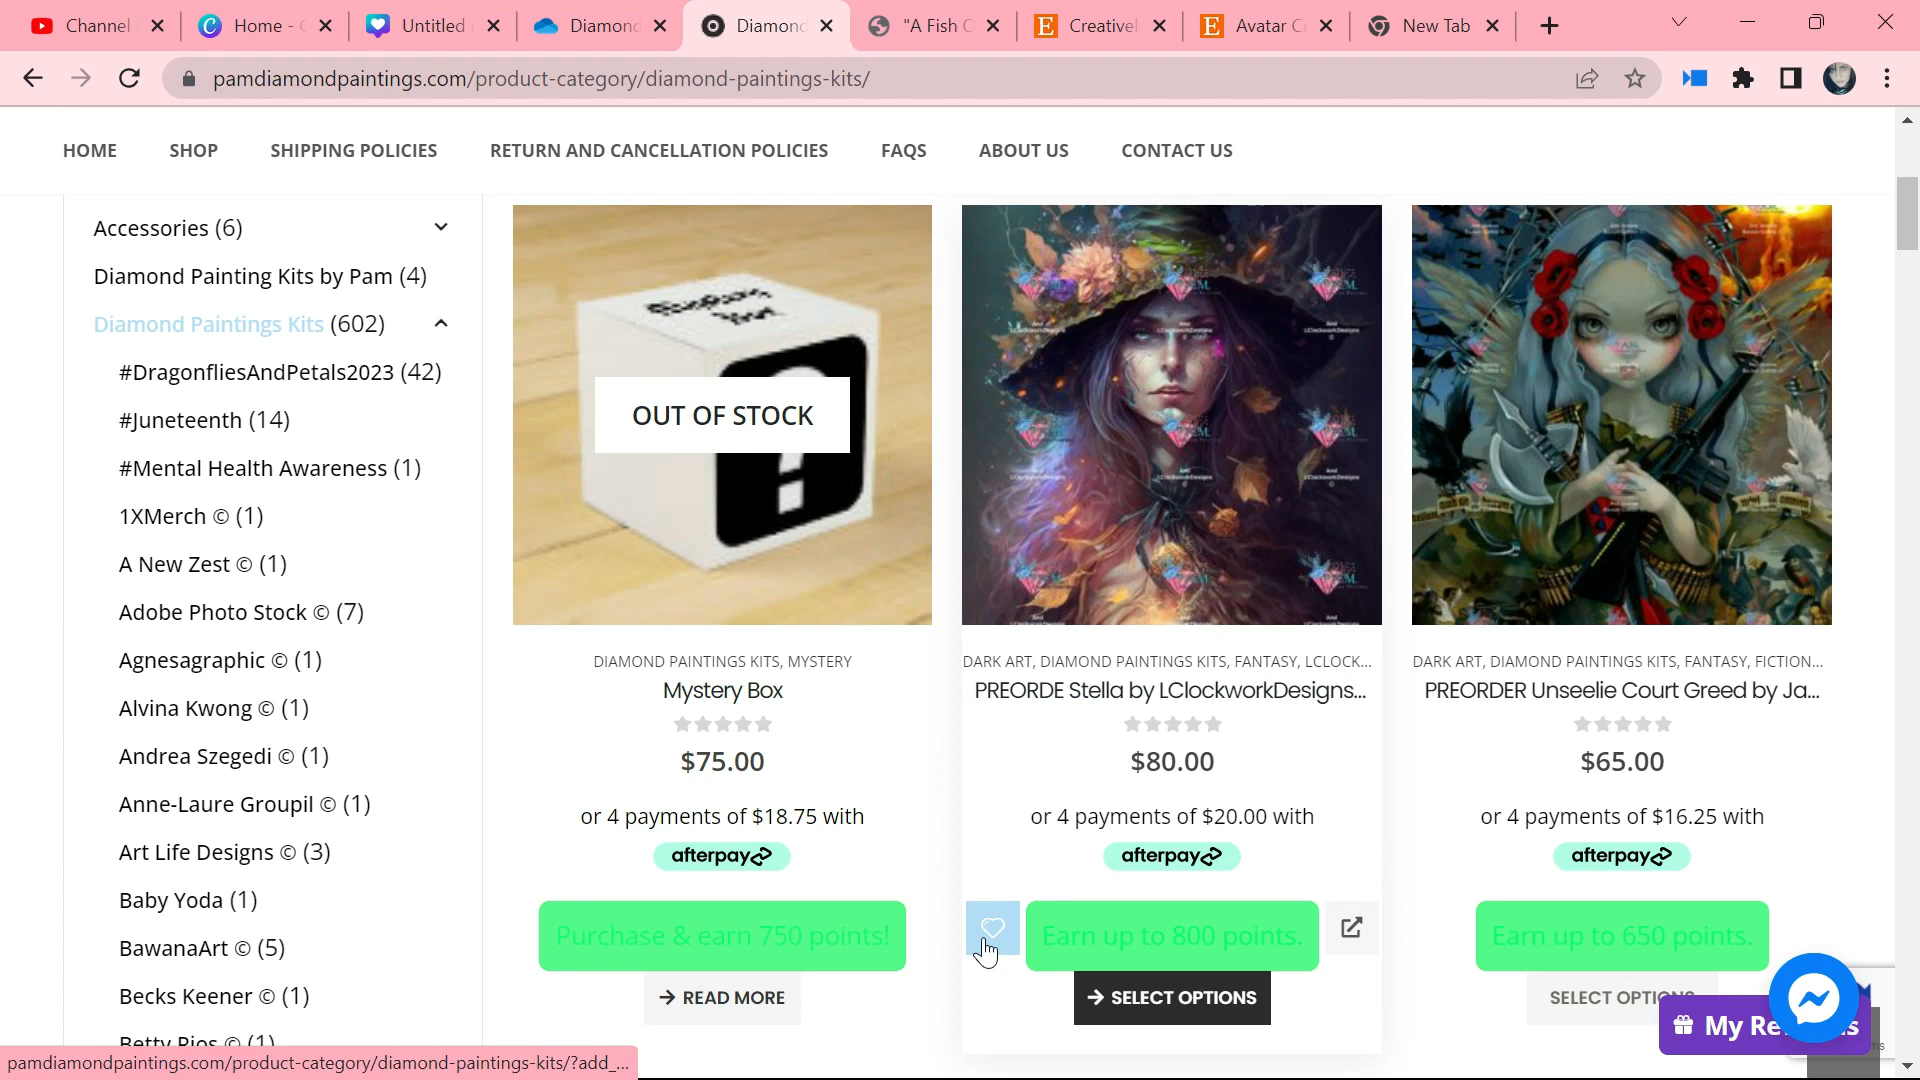 Channel
Home - C
Untitled
Diamond
Diamond
"A Fish C
Creativel
Avatar C
New Tab
pamdiamondpaintings.com/product-category/diamond-paintings-kits/
HOME
SHOP
SHIPPING POLICIES
RETURN AND CANCELLATION POLICIES
FAQS
ABOUT US
CONTACT US
Accessories (6)
Diamond Painting Kits by Pam (4)
Diamond Paintings Kits (602)
#DragonfliesAndPetals2023 (42)
#Juneteenth (14)
#Mental Health Awareness (1)
1XMerch © (1)
A New Zest © (1)
Adobe Photo Stock © (7)
Agnesagraphic © (1)
Alvina Kwong © (1)
Andrea Szegedi © (1)
Anne-Laure Groupil © (1)
Art Life Designs © (3)
Baby Yoda (1)
BawanaArt © (5)
Becks Keener © (1)
Betty Rios © (1)
OUT OF STOCK
DIAMOND PAINTINGS KITS, MYSTERY
Mystery Box
$75.00
or 4 payments of $18.75 with
afterpay
Purchase & earn 750 points!
READ MORE
DARK ART, DIAMOND PAINTINGS KITS, FANTASY, LCLOCK...
PREORDE Stella by LClockworkDesigns...
$80.00
or 4 payments of $20.00 with
afterpay
Earn up to 800 points.
SELECT OPTIONS
DARK ART, DIAMOND PAINTINGS KITS, FANTASY, FICTION...
PREORDER Unseelie Court Greed by Ja...
$65.00
or 4 payments of $16.25 with
afterpay
Earn up to 650 points.
SELECT OPTIONS
My Re
pamdiamondpaintings.com/product-category/diamond-paintings-kits/?add_...